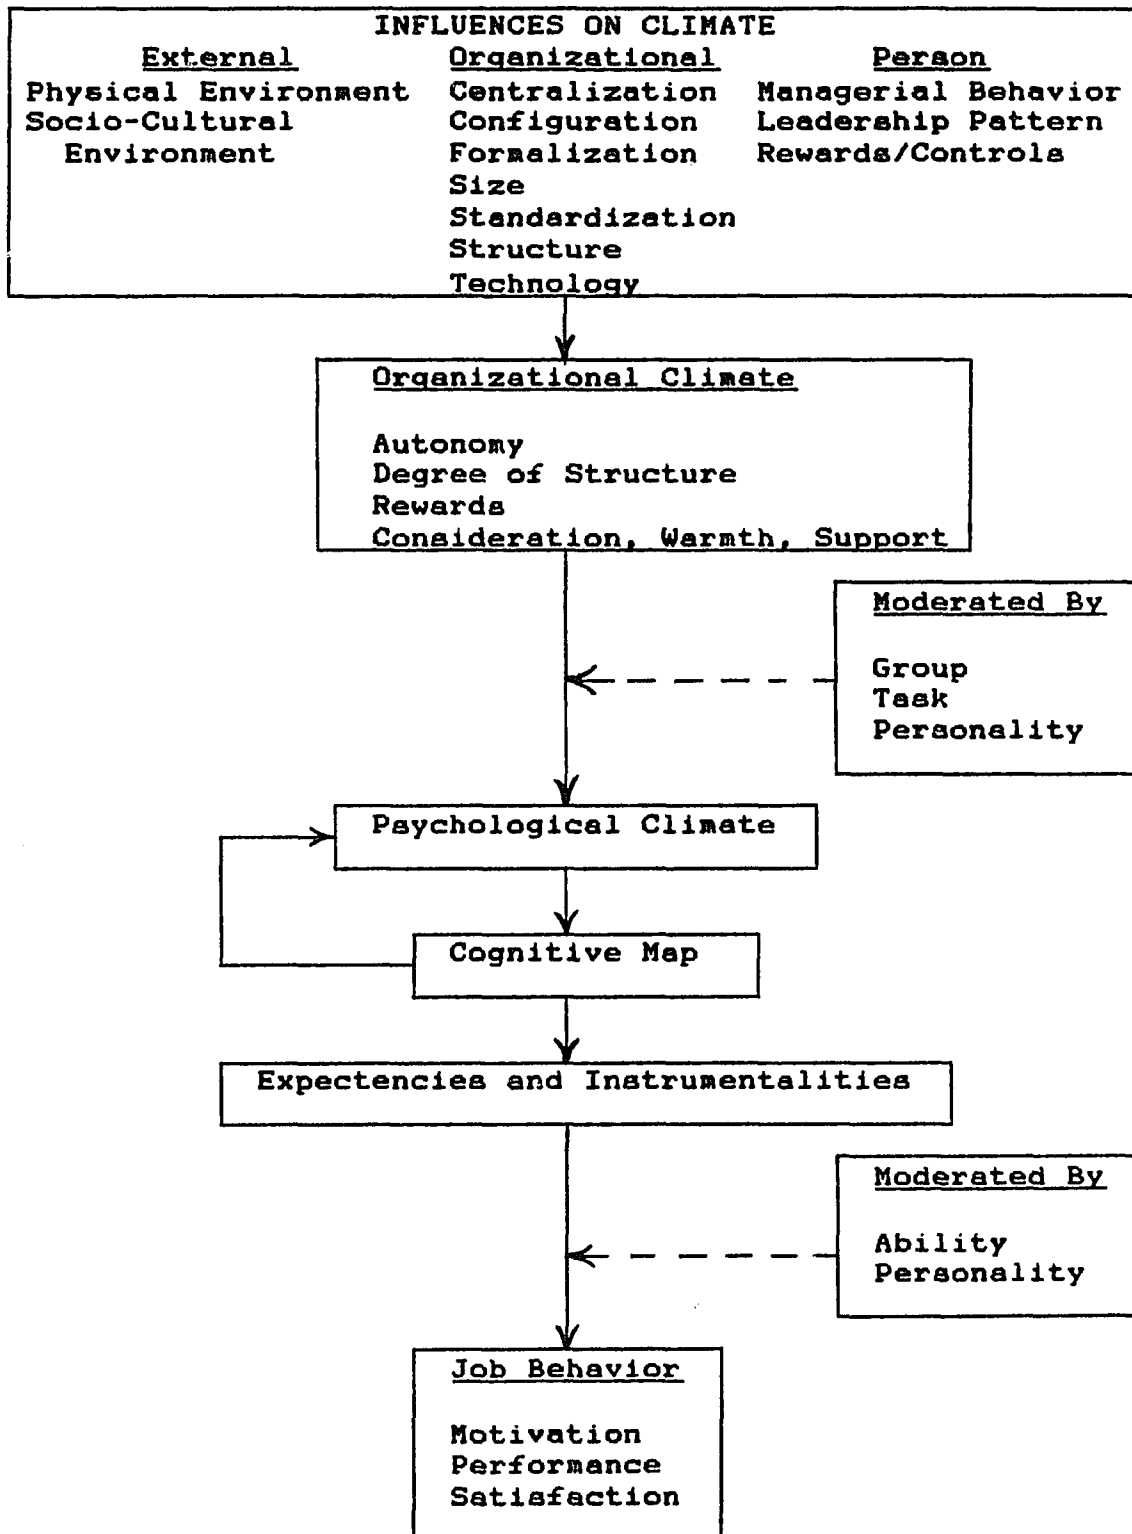 INFLUENCES ON CLIMATE
External Organizational Person
Physical Environment Centralization Managerial Behavior
Socio-Cultural Configuration Leadership Pattern
Environment Formalization Rewards/Controls
Size
Standardization
Structure
Technology
Organizational Climate
Autonomy
Degree of Structure
Rewards
Consideration, Warmth, Support
Moderated By
Group
Task
Personality
Psychological Climate
Cognitive Map
Expectencies and Instrumentalities
Moderated By
Ability
Personality
Job Behavior
Motivation
Performance
Satisfaction